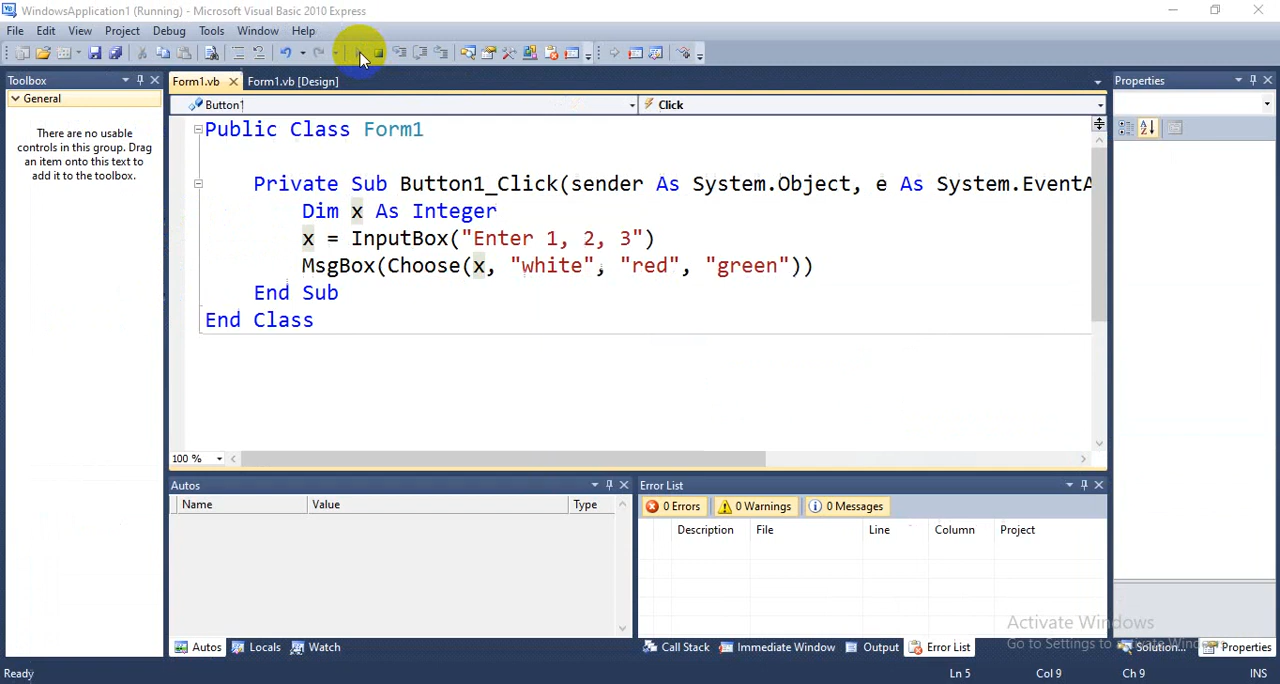 WindowsApplication1 (Running) - Microsoft Visual Basic 2010 Express
File Edit View Project Debug Tools Window Help
Toolbox
General
There are no usable
controls in this group. Drag
an item onto this text to
add it to the toolbox.
Form1.vb
Form1.vb [Design]
Button1
Click
Public Class Form1
Private Sub Button1_Click(sender As System.Object, e As System.EventA
Dim x As Integer
x = InputBox("Enter 1, 2, 3")
MsgBox(Choose(x, "white", "red", "green"))
End Sub
End Class
100 %
Properties
Autos
Name Value Type
Autos Locals Watch
Error List
0 Errors 0 Warnings 0 Messages
Description File Line Column Project
Call Stack Immediate Window Output Error List
Activate Windows
Go to Settings to activate Windows.
Solution... Properties
Ready Ln 5 Col 9 Ch 9 INS